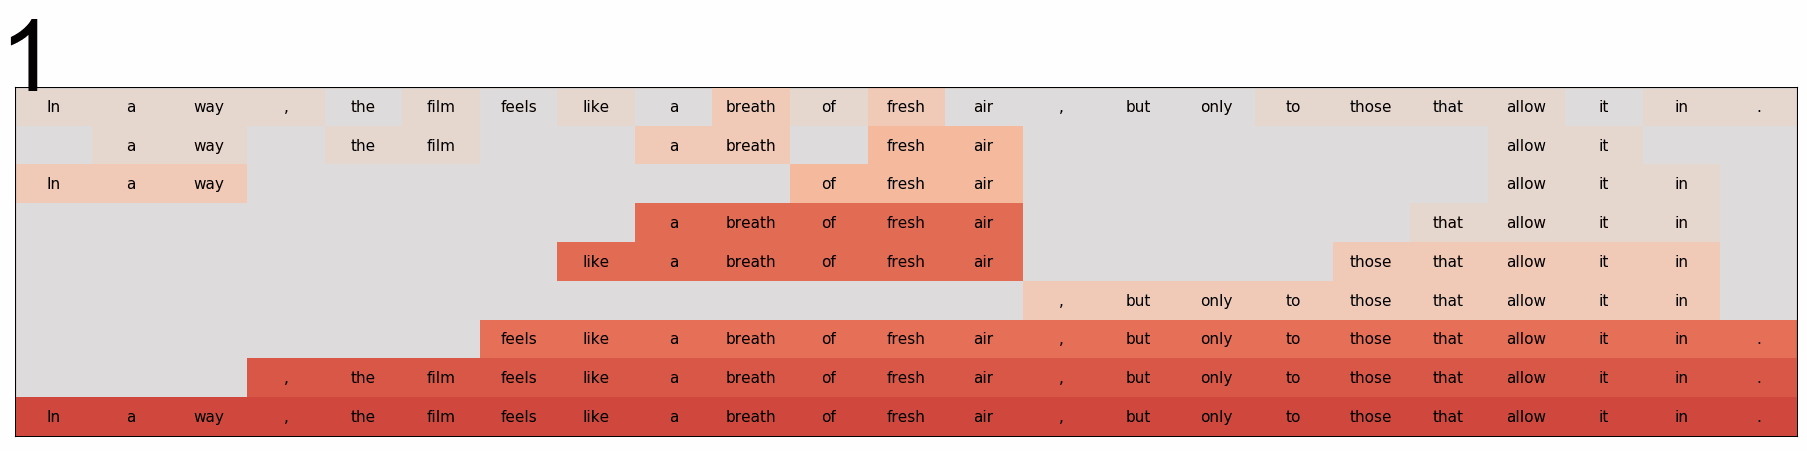 1
In a way , the film feels like a breath of fresh air , but only to those that allow it in .
a way the film a breath fresh air allow it
In a way of fresh air allow it in
a breath of fresh air that allow it in
like a breath of fresh air those that allow it in
, but only to those that allow it in
feels like a breath of fresh air , but only to those that allow it in .
, the film feels like a breath of fresh air , but only to those that allow it in .
In a way , the film feels like a breath of fresh air , but only to those that allow it in .